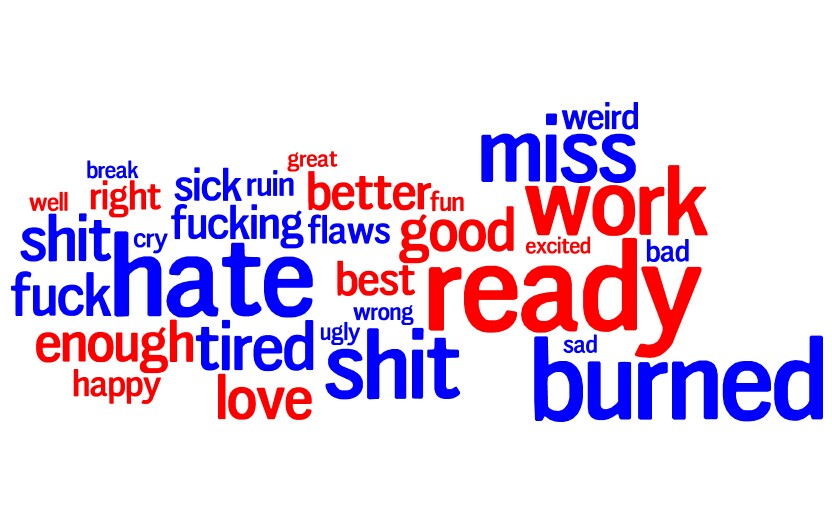 weird
miss
break
great
sick
ruin
well
right
better
fun
work
shit
cry
fucking
flaws
good
excited
bad
fuck
hate
best
ready
wrong
enough
tired
ugly
shit
sad
burned
happy
love